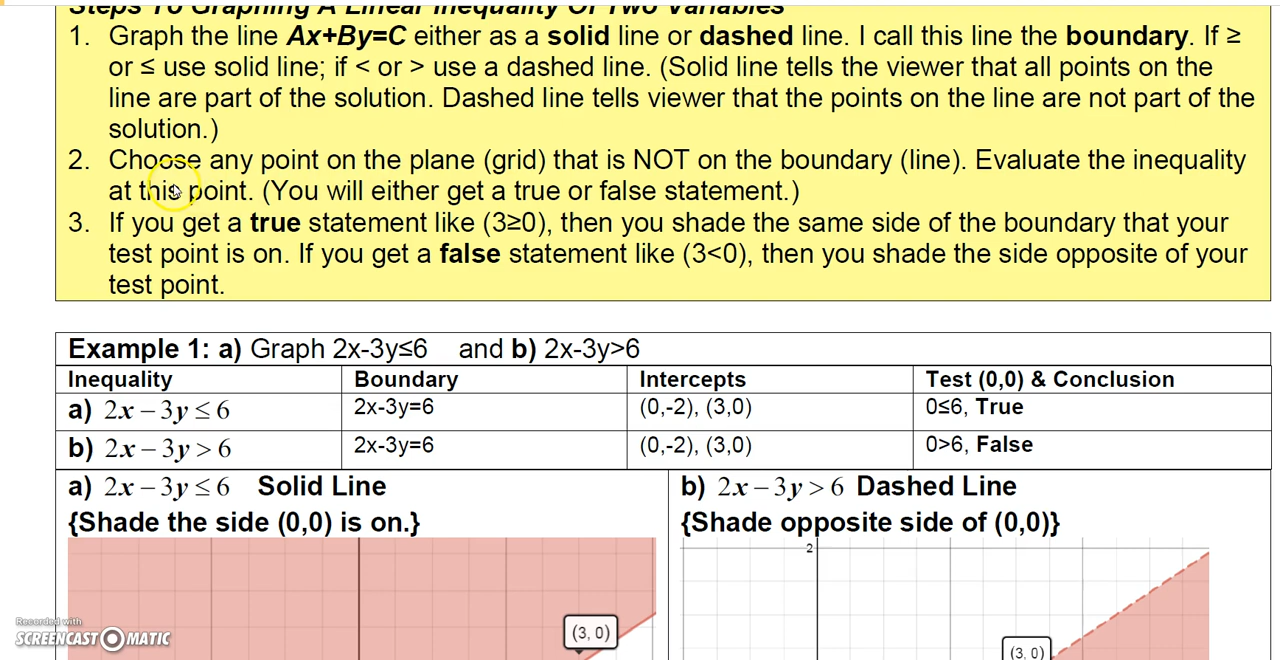 Steps To Graphing A Linear Inequality Of Two Variables
1. Graph the line Ax+By=C either as a solid line or dashed line. I call this line the boundary. If ≥
or ≤ use solid line; if < or > use a dashed line. (Solid line tells the viewer that all points on the
line are part of the solution. Dashed line tells viewer that the points on the line are not part of the
solution.)
2. Choose any point on the plane (grid) that is NOT on the boundary (line). Evaluate the inequality
at this point. (You will either get a true or false statement.)
3. If you get a true statement like (3≥0), then you shade the same side of the boundary that your
test point is on. If you get a false statement like (3<0), then you shade the side opposite of your
test point.
Example 1: a) Graph 2x-3y≤6 and b) 2x-3y>6
Inequality Boundary Intercepts Test (0,0) & Conclusion
a) 2x – 3y ≤ 6 2x-3y=6 (0,-2), (3,0) 0≤6, True
b) 2x – 3y > 6 2x-3y=6 (0,-2), (3,0) 0>6, False
a) 2x – 3y ≤ 6 Solid Line
{Shade the side (0,0) is on.}
(3, 0)
b) 2x – 3y > 6 Dashed Line
{Shade opposite side of (0,0)}
2
(3, 0)
Recorded with
SCREENCAST-O-MATIC